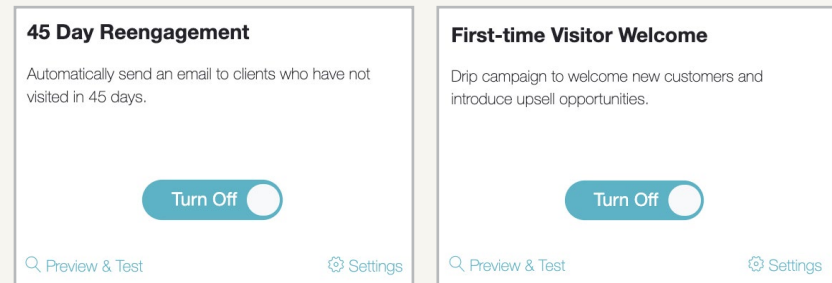 45 Day Reengagement
Automatically send an email to clients who have not
visited in 45 days.
Turn Off
Preview & Test
Settings
First-time Visitor Welcome
Drip campaign to welcome new customers and
introduce upsell opportunities.
Turn Off
Preview & Test
Settings